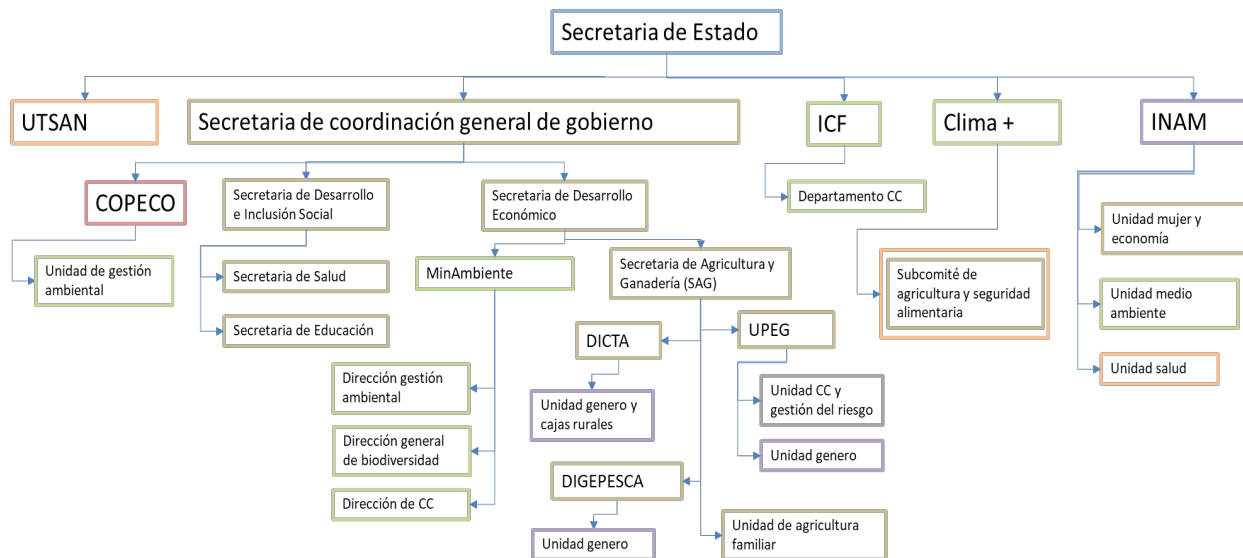 Secretaria de Estado
UTSAN
Secretaria de coordinación general de gobierno
ICF
Clima +
INAM
COPECO
Secretaria de Desarrollo
e Inclusión Social
Secretaria de Desarrollo
Económico
Departamento CC
Unidad mujer y
economía
Unidad de gestión
ambiental
Secretaria de Salud
MinAmbiente
Secretaria de Agricultura y
Ganadería (SAG)
Subcomité de
agricultura y seguridad
alimentaria
Unidad medio
ambiente
Secretaria de Educación
DICTA
UPEG
Unidad salud
Dirección gestión
ambiental
Unidad genero y
cajas rurales
Unidad CC y
gestión del riesgo
Dirección general
de biodiversidad
Unidad genero
DIGEPESCA
Dirección de CC
Unidad genero
Unidad de agricultura
familiar